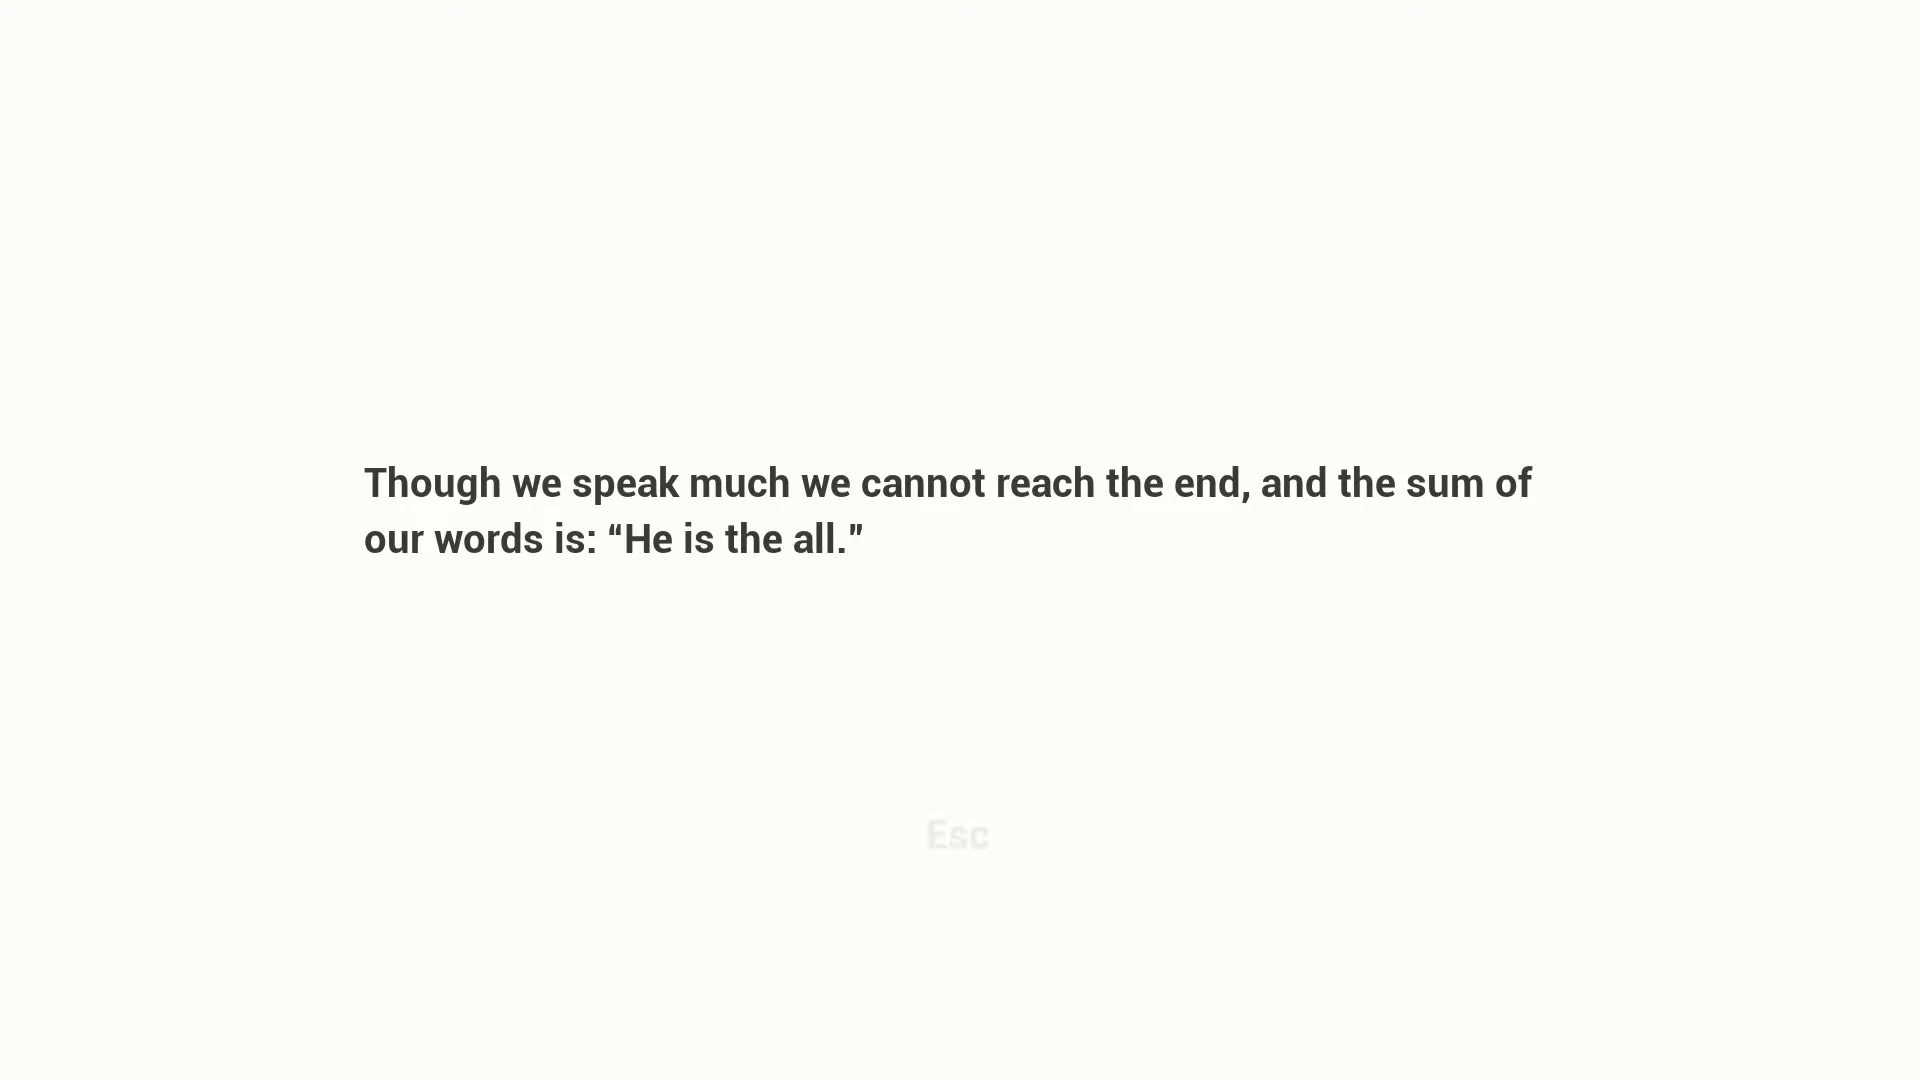 Though we speak much we cannot reach the end, and the sum of
our words is: “He is the all.”
Esc